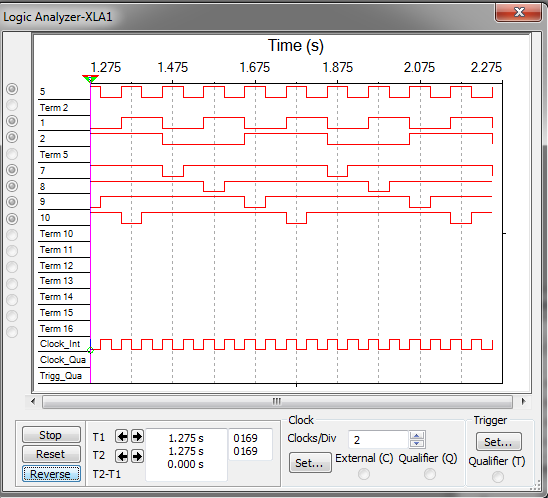 Logic Analyzer-XLA1
Time (s)
1.275 1.475 1.675 1.875 2.075 2.275
5
Term 2
1
2
Term 5
7
8
9
10
Term 10
Term 11
Term 12
Term 13
Term 14
Term 15
Term 16
Clock_Int
Clock_Qua
Trigg_Qua
Stop
Reset
Reverse
T1 1.275 s 0169
T2 1.275 s 0169
T2-T1 0.000 s
Clock
Clocks/Div 2
Set... External (C) Qualifier (Q)
Trigger
Set...
Qualifier (T)